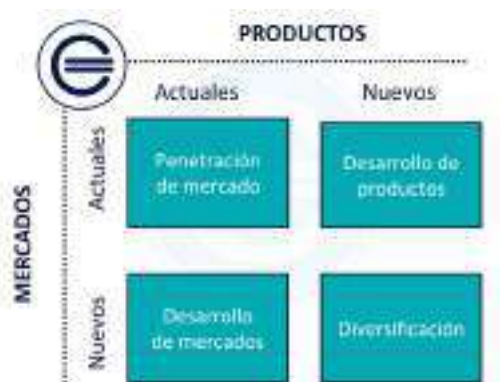 PRODUCTOS
Actuales
Nuevos
MERCADOS
Actuales
Penetración
de mercado
Desarrollo de
productos
Nuevos
Desarrollo
de mercados
Diversificación